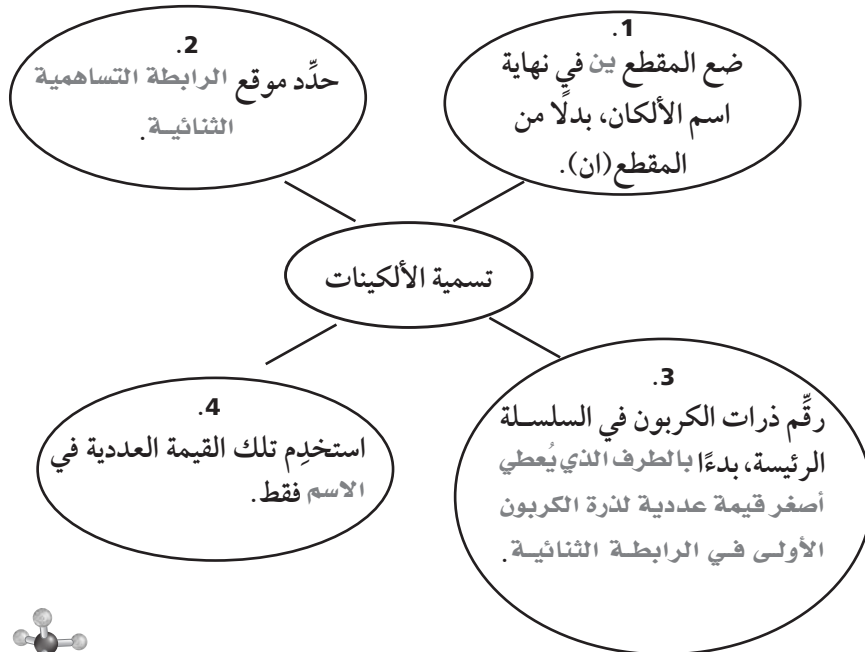 .1
ضع المقطع ين في نهاية
اسم الألكان، بدلًا من
المقطع (ان).
.2
حدِّد موقع الرابطة التساهمية
الثنائيـة.
تسمية الألكينات
.3
رقِّم ذرات الكربون في السلسلة
الرئيسة، بدءًا بالطرف الذي يُعطي
أصغر قيمة عددية لذرة الكربون
الأولى في الرابطة الثنائيـة.
.4
استخدِم تلك القيمة العددية في
الاسم فقط.